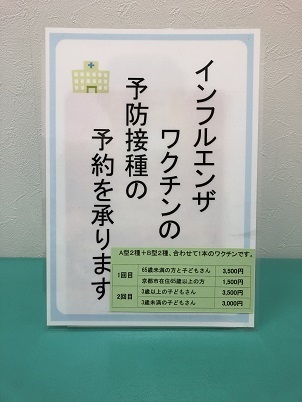 インフルエンザ
ワクチンの
予防接種の
予約を承ります
A型2種+B型2種、合わせて1本のワクチンです。
1回目
65歳未満の方と子どもさん 3,500円
京都市在住65歳以上の方 1,500円
2回目
3歳以上の子どもさん 3,500円
3歳未満の子どもさん 3,000円